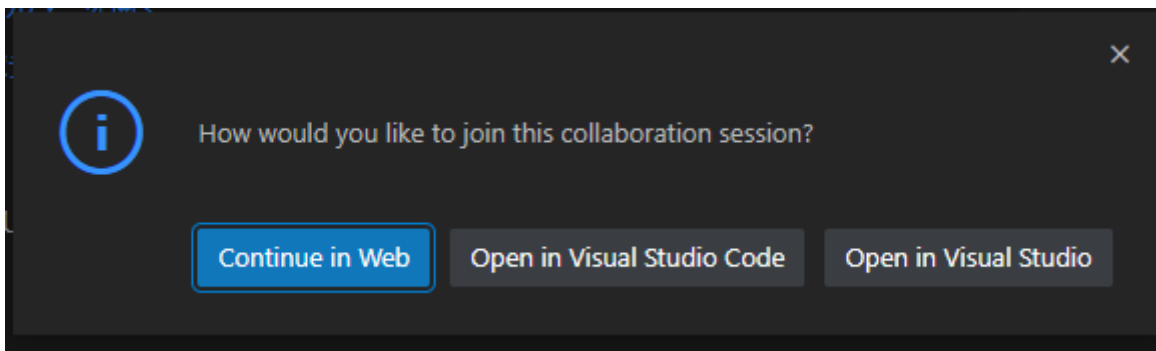 How would you like to join this collaboration session?
Continue in Web
Open in Visual Studio Code
Open in Visual Studio